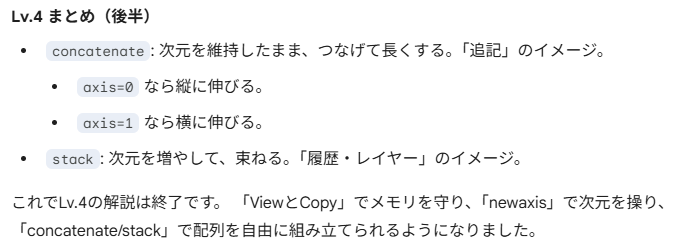 Lv.4 まとめ（後半）
• concatenate: 次元を維持したまま、つなげて長くする。「追記」のイメージ。
• axis=0 なら縦に伸びる。
• axis=1 なら横に伸びる。
• stack: 次元を増やして、束ねる。「履歴・レイヤー」のイメージ。
これでLv.4の解説は終了です。 「ViewとCopy」でメモリを守り、「newaxis」で次元を操り、
「concatenate/stack」で配列を自由に組み立てられるようになりました。